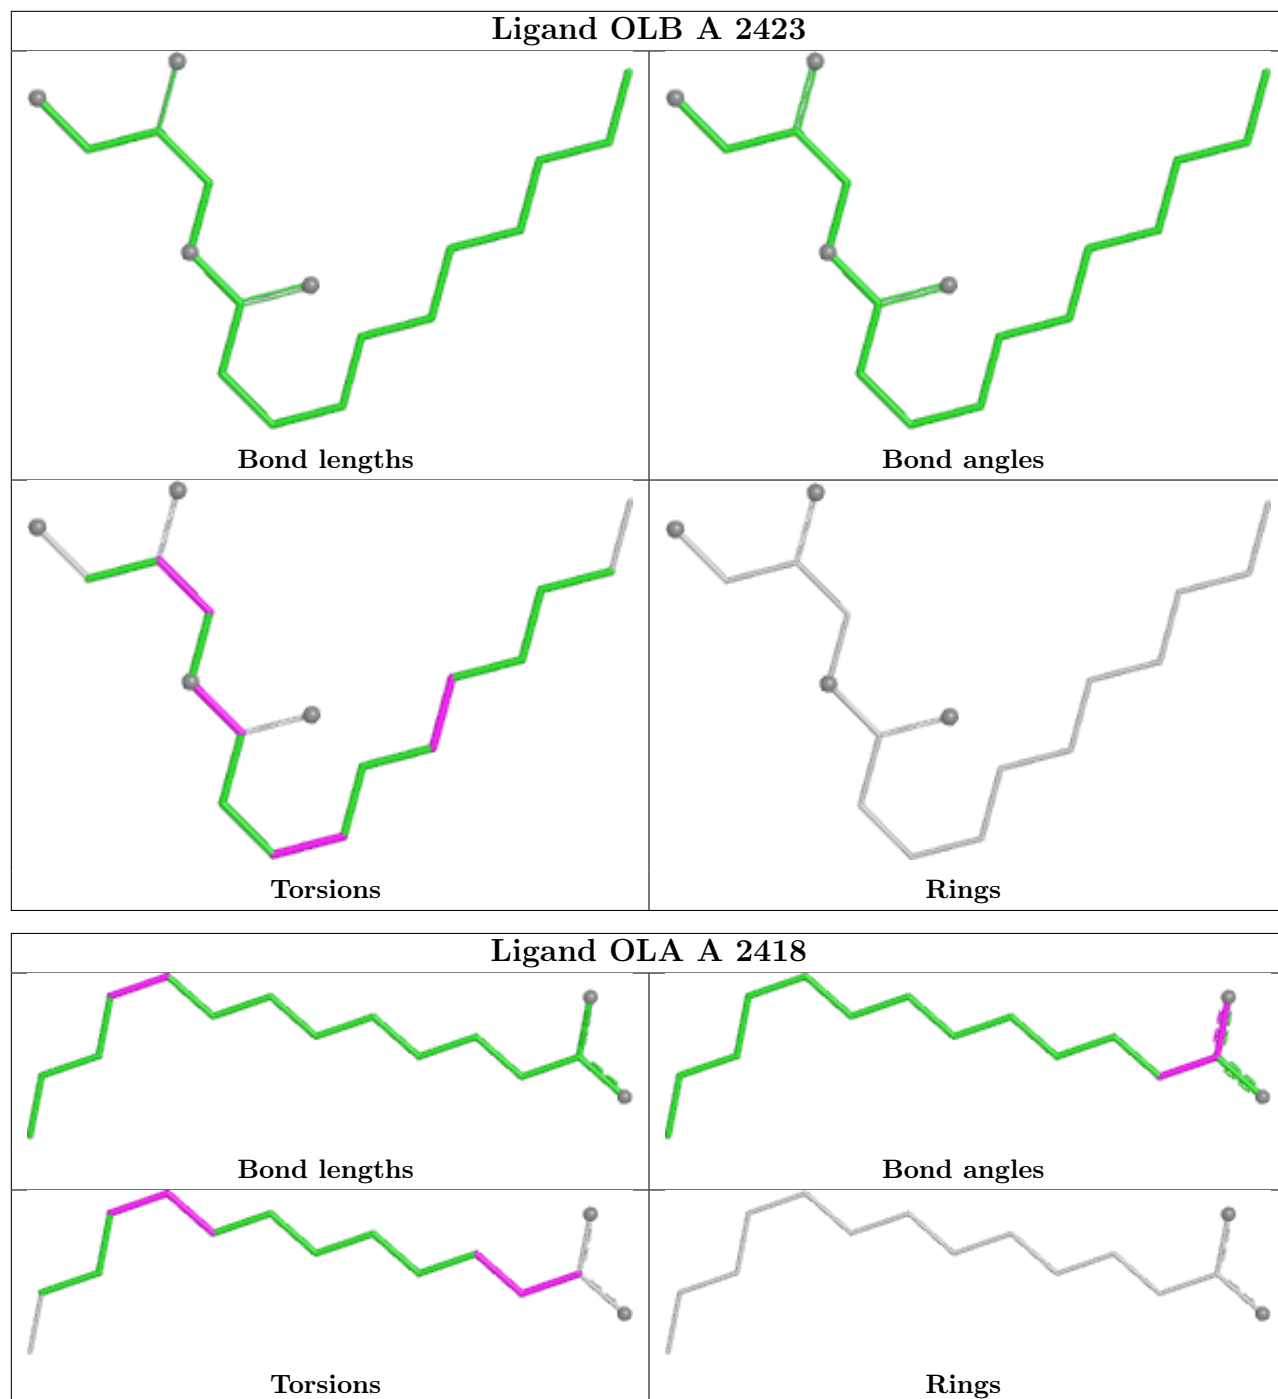 Ligand OLB A 2423
Bond lengths
Bond angles
Torsions
Rings
Ligand OLA A 2418
Bond lengths
Bond angles
Torsions
Rings